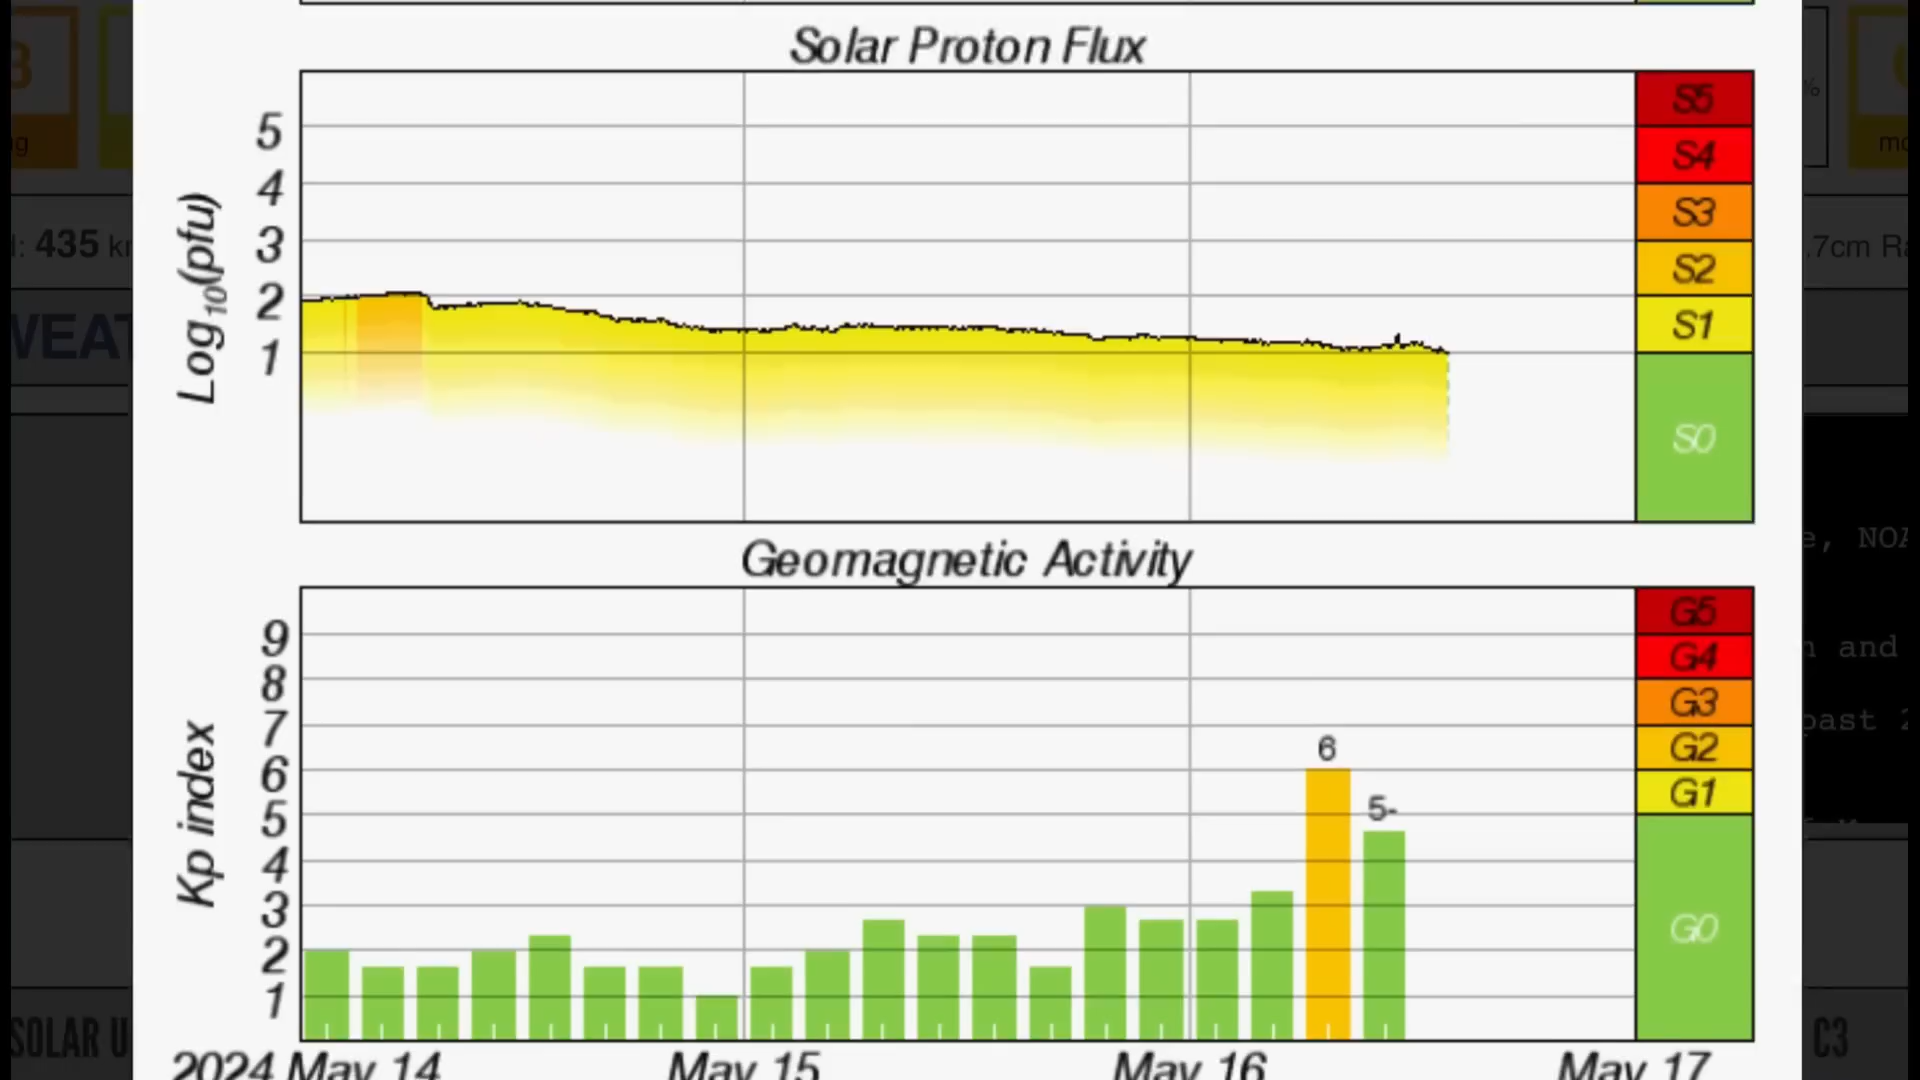 Solar Proton Flux
5
4
3
2
1
Log10(pfu)
S5
S4
S3
S2
S1
S0
Geomagnetic Activity
9
8
7
6
5
4
3
2
1
Kp index
6
5-
G5
G4
G3
G2
G1
G0
2024 May 14 May 15 May 16 May 17
435
.7cm
and
past
SOLAR U
C3